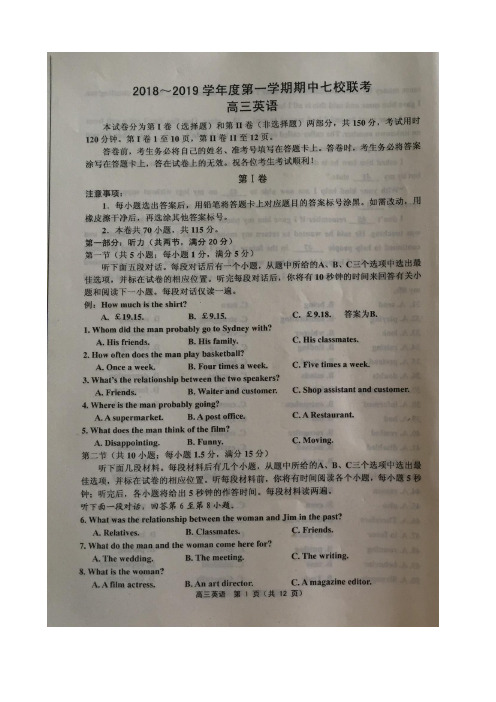 2018～2019 学年度第一学期期中七校联考
高三英语
本试卷分为第 I 卷（选择题）和第 II 卷（非选择题）两部分，共 150 分，考试用时
120 分钟。第 I 卷 1 至 10 页，第 II 卷 11 至 12 页。
答卷前，考生务必将自己的姓名、准考号填写在答题卡上。答卷时，考生务必将答案
涂写在答题卡上，答在试卷上的无效。祝各位考生考试顺利！
第 I 卷
注意事项：
1．每小题选出答案后，用铅笔将答题卡上对应题目的答案标号涂黑。如需改动，用
橡皮擦干净后，再选涂其他答案标号。
2．本卷共 70 小题，共 115 分。
第一部分：听力（共两节，满分 20 分）
第一节（共 5 小题；每小题 1 分，满分 5 分）
听下面五段对话。每段对话后有一个小题，从题中所给的A、B、C三个选项中选出最
佳选项，并标在试卷的相应位置。听完每段对话后，你将有 10 秒钟的时间来回答有关小
题和阅读下一小题。每段对话仅读一遍。
例：How much is the shirt?
A. ￡19.15. B. ￡9.15. C. ￡9.18. 答案为B.
1. Whom did the man probably go to Sydney with?
A. His friends. B. His family. C. His classmates.
2. How often does the man play basketball?
A. Once a week. B. Four times a week. C. Five times a week.
3. What's the relationship between the two speakers?
A. Friends. B. Waiter and customer. C. Shop assistant and customer.
4. Where is the man probably going?
A. A supermarket. B. A post office. C. A Restaurant.
5. What does the man think of the film?
A. Disappointing. B. Funny. C. Moving.
第二节（共 10 小题；每小题 1.5 分，满分 15 分）
听下面几段材料。每段材料后有几个小题，从题中所给的A、B、C三个选项中选出最
佳选项，并标在试卷的相应位置。听每段材料前，你将有时间阅读各个小题，每小题 5 秒
钟；听完后，各小题将给出 5 秒钟的作答时间。每段材料读两遍。
听下面一段对话，回答第 6 至第 8 小题。
6. What was the relationship between the woman and Jim in the past?
A. Relatives. B. Classmates. C. Friends.
7. What do the man and the woman come here for?
A. The wedding. B. The meeting. C. The writing.
8. What is the woman?
A. A film actress. B. An art director. C. A magazine editor.
高三英语 第 1 页（共 12 页）